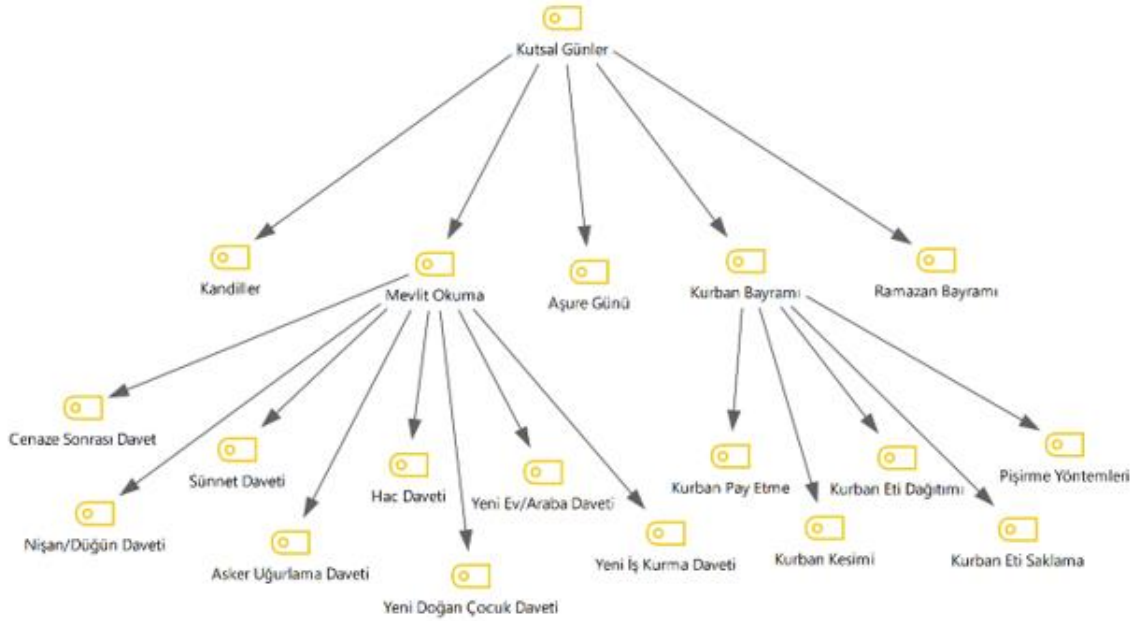 Kutsal Günler
Kandiller
Mevlit Okuma
Aşure Günü
Kurban Bayramı
Ramazan Bayramı
Cenaze Sonrası Davet
Sünnet Daveti
Hac Daveti
Yeni Ev/Araba Daveti
Kurban Pay Etme
Kurban Eti Dağıtımı
Pişirme Yöntemleri
Nişan/Düğün Daveti
Asker Uğurlama Daveti
Yeni Doğan Çocuk Daveti
Yeni İş Kurma Daveti
Kurban Kesimi
Kurban Eti Saklama